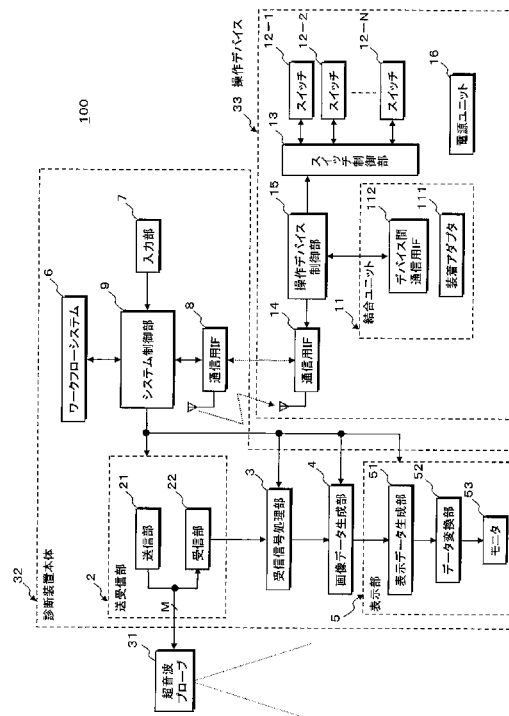 100
32
診断装置本体
6
ワークフローシステム
9
システム制御部
7
入力部
8
通信用IF
2
送受信部
21
送信部
22
受信部
M
31
超音波
プローブ
3
受信信号処理部
4
画像データ生成部
5
表示部
51
表示データ生成部
52
データ変換部
53
モニタ
33 操作デバイス
12-1
スイッチ
12-2
スイッチ
12-N
スイッチ
13
スイッチ制御部
15
操作デバイス
制御部
14
通信用IF
11
結合ユニット
112
デバイス間
通信用IF
111
装着アダプタ
16
電源ユニット